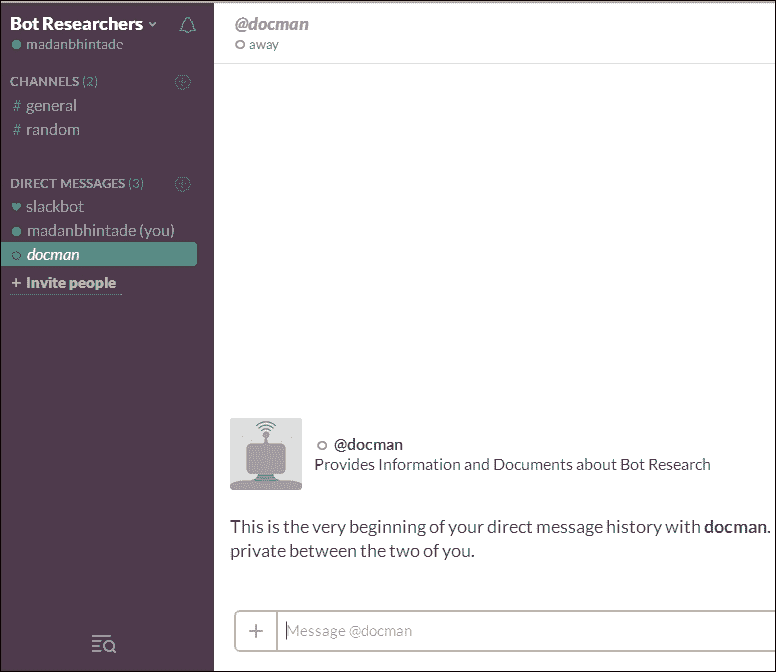 Bot Researchers
madanbhintade
CHANNELS (2)
# general
# random
DIRECT MESSAGES (3)
slackbot
madanbhintade (you)
docman
+ Invite people
@docman
away
@docman
Provides Information and Documents about Bot Research
This is the very beginning of your direct message history with docman.
private between the two of you.
+
Message @docman